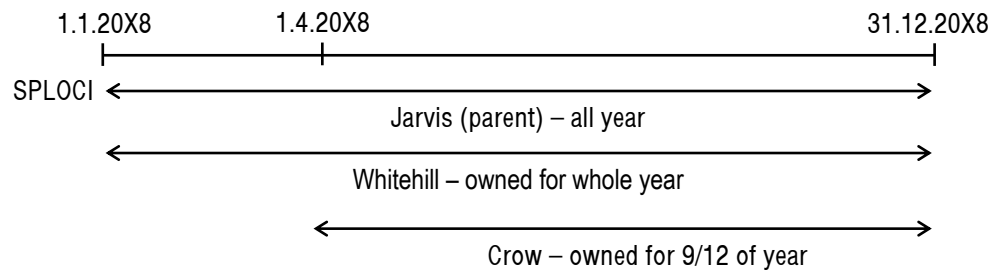 1.1.20X8 1.4.20X8 31.12.20X8
SPLOCI
Jarvis (parent) – all year
Whitehill – owned for whole year
Crow – owned for 9/12 of year